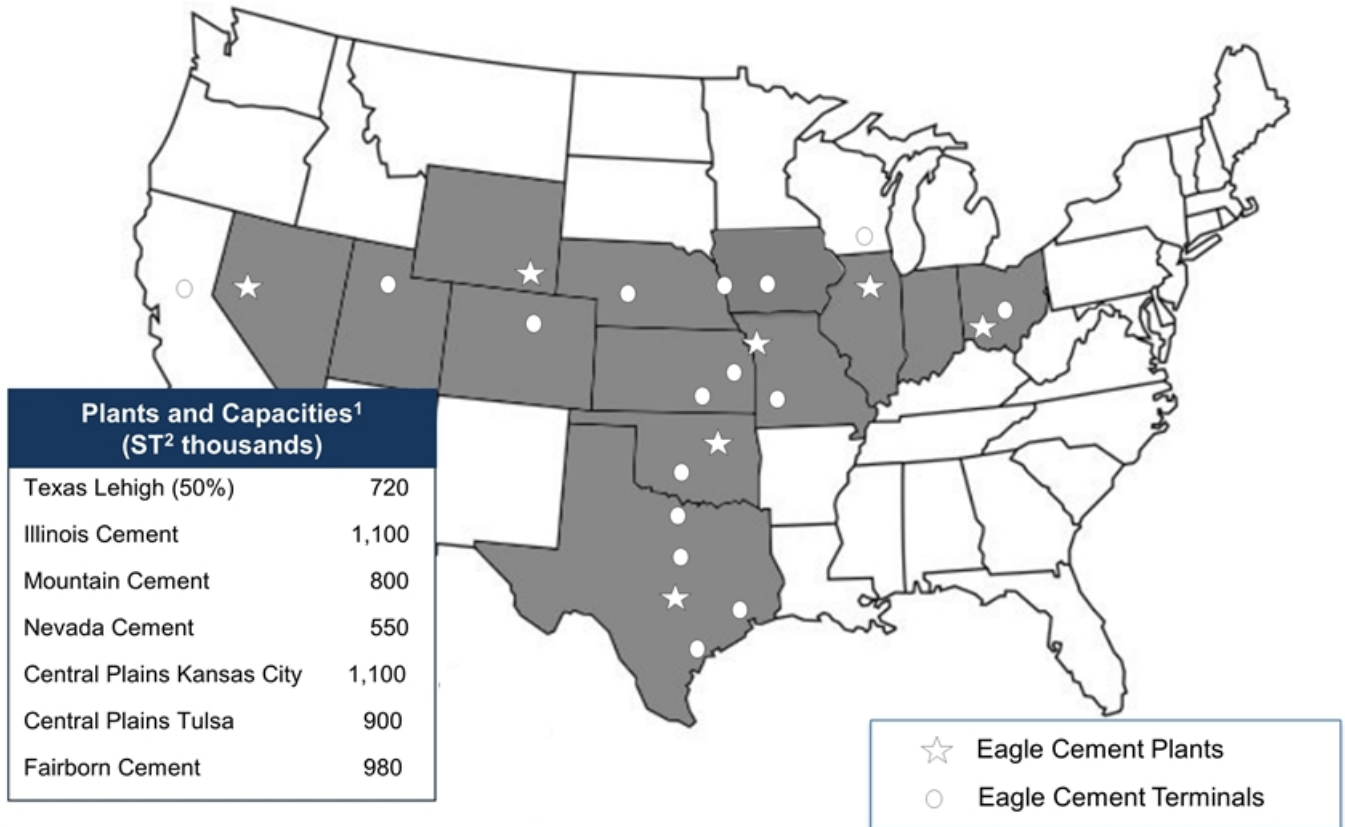 Plants and Capacities¹
(ST² thousands)
Texas Lehigh (50%) 720
Illinois Cement 1,100
Mountain Cement 800
Nevada Cement 550
Central Plains Kansas City 1,100
Central Plains Tulsa 900
Fairborn Cement 980
Eagle Cement Plants
Eagle Cement Terminals